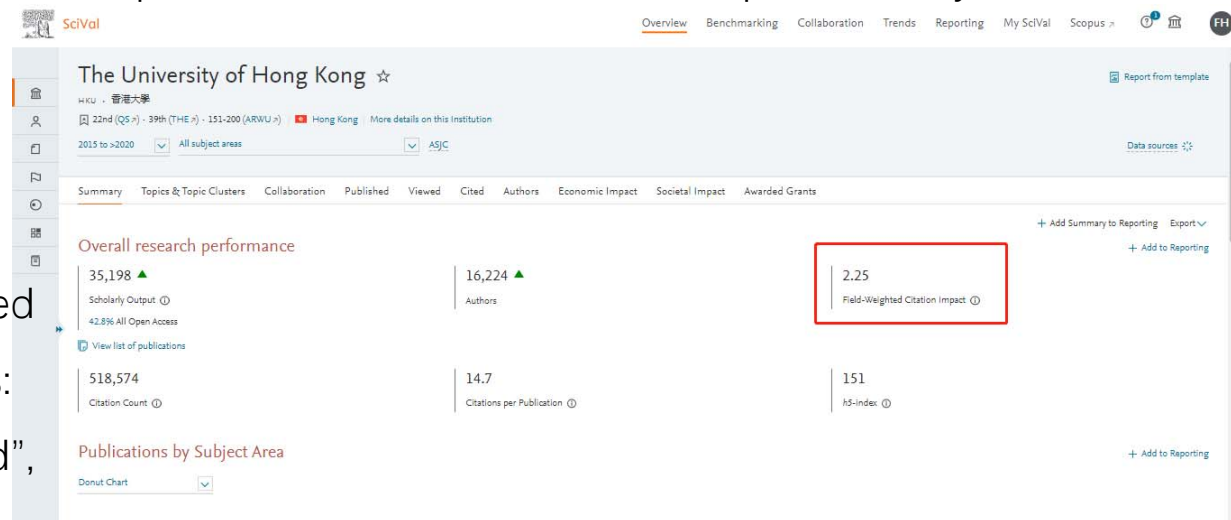 SciVal
Overview Benchmarking Collaboration Trends Reporting My SciVal Scopus ↗ FH
The University of Hong Kong ☆
HKU · 香港大學
Report from template
22nd (QS ↗) · 39th (THE ↗) · 151-200 (ARWU ↗) Hong Kong More details on this Institution
2015 to >2020 All subject areas ASJC
Data sources
Summary Topics & Topic Clusters Collaboration Published Viewed Cited Authors Economic Impact Societal Impact Awarded Grants
+ Add Summary to Reporting Export
Overall research performance
+ Add to Reporting
35,198 ▲ 16,224 ▲ 2.25
Scholarly Output Authors Field-Weighted Citation Impact
42.8% All Open Access
View list of publications
518,574 14.7 151
Citation Count Citations per Publication h5-index
Publications by Subject Area
+ Add to Reporting
Donut Chart